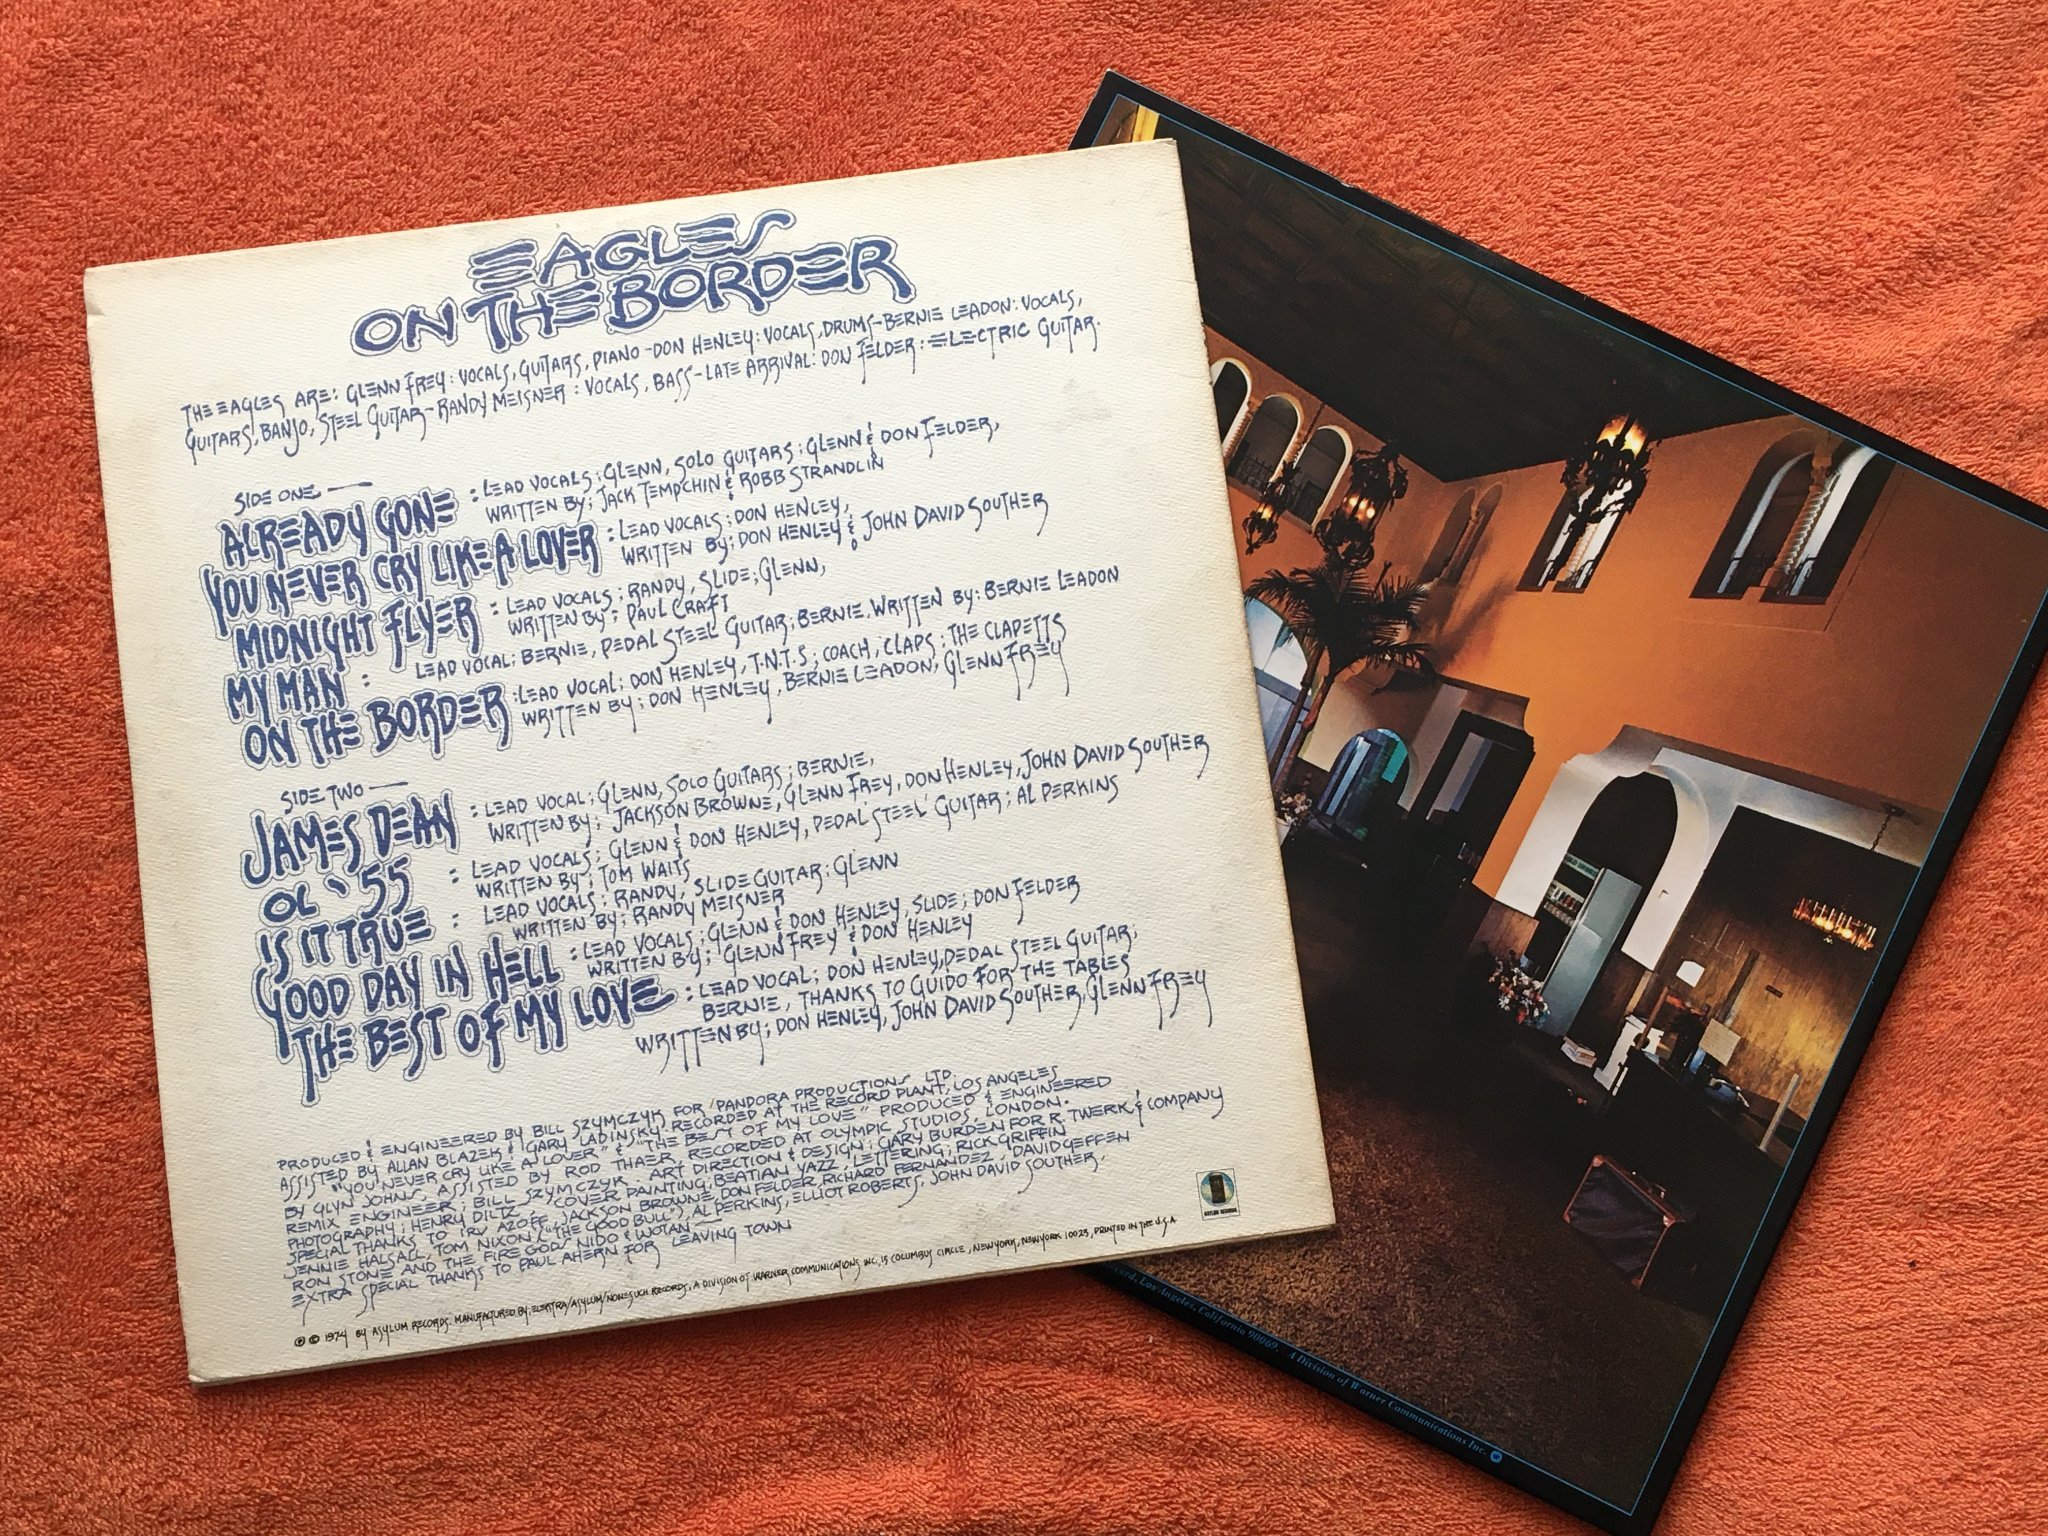 EAGLES
ON THE BORDER
THE EAGLES ARE: GLENN FREY: VOCALS, GUITARS, PIANO-DON HENLEY: VOCALS, DRUMS-BERNIE LEADON: VOCALS,
GUITARS, BANJO, STEEL GUITAR-RANDY MEISNER: VOCALS, BASS-LATE ARRIVAL: DON FELDER: ELECTRIC GUITAR.
SIDE ONE —
ALREADY GONE : LEAD VOCALS; GLENN, SOLO GUITARS; GLENN & DON FELDER,
WRITTEN BY; JACK TEMPCHIN & ROBB STRANDLIN
YOU NEVER CRY LIKE A LOVER : LEAD VOCALS; DON HENLEY,
WRITTEN BY; DON HENLEY & JOHN DAVID SOUTHER
MIDNIGHT FLYER : LEAD VOCALS; RANDY, SLIDE; GLENN,
WRITTEN BY; PAUL CRAFT
MY MAN : LEAD VOCAL; BERNIE, PEDAL STEEL GUITAR; BERNIE, WRITTEN BY: BERNIE LEADON
ON THE BORDER : LEAD VOCAL; DON HENLEY, T.N.T.S; COACH, CLAPS; THE CLAPETTS
WRITTEN BY; DON HENLEY, BERNIE LEADON, GLENN FREY
SIDE TWO —
JAMES DEAN : LEAD VOCAL; GLENN, SOLO GUITARS; BERNIE,
WRITTEN BY; JACKSON BROWNE, GLENN FREY, DON HENLEY, JOHN DAVID SOUTHER
OL '55 : LEAD VOCALS; GLENN & DON HENLEY, PEDAL STEEL GUITAR; AL PERKINS
WRITTEN BY; TOM WAITS
IS IT TRUE : LEAD VOCALS; RANDY, SLIDE GUITAR: GLENN
WRITTEN BY; RANDY MEISNER
GOOD DAY IN HELL : LEAD VOCALS; GLENN & DON HENLEY, SLIDE; DON FELDER
WRITTEN BY; GLENN FREY & DON HENLEY
THE BEST OF MY LOVE : LEAD VOCAL; DON HENLEY, PEDAL STEEL GUITAR;
BERNIE, THANKS TO GUIDO FOR THE TABLES
WRITTEN BY; DON HENLEY, JOHN DAVID SOUTHER, GLENN FREY
PRODUCED & ENGINEERED BY BILL SZYMCZYK FOR PANDORA PRODUCTIONS LTD.
ASSISTED BY ALLAN BLAZEK & GARY LADINSKY, RECORDED AT THE RECORD PLANT, LOS ANGELES
"YOU NEVER CRY LIKE A LOVER" & "THE BEST OF MY LOVE" PRODUCED & ENGINEERED
BY GLYN JOHNS, ASSISTED BY ROD THAER, RECORDED AT OLYMPIC STUDIOS, LONDON.
REMIX ENGINEER; BILL SZYMCZYK. ART DIRECTION & DESIGN; GARY BURDEN FOR R. TWERK & COMPANY
PHOTOGRAPHY; HENRY DILTZ, COVER PAINTING; BEATIAN YAZZ, LETTERING; RICK GRIFFIN
SPECIAL THANKS TO IRV AZOFF, JACKSON BROWNE, DON FELDER, RICHARD FERNANDEZ, DAVID GEFFEN
JENNIE HALSALL, TOM NIXON ("THE GOOD BULL"), AL PERKINS, ELLIOT ROBERTS, JOHN DAVID SOUTHER,
RON STONE AND THE FIRE GODS NIDO & WOTAN —
EXTRA SPECIAL THANKS TO PAUL AHERN FOR LEAVING TOWN
ASYLUM RECORDS
℗ © 1974 BY ASYLUM RECORDS. MANUFACTURED BY; ELEKTRA/ASYLUM/NONESUCH RECORDS, A DIVISION OF WARNER COMMUNICATIONS, INC., 15 COLUMBUS CIRCLE, NEW YORK, NEW YORK 10023, PRINTED IN THE U.S.A.
Los Angeles, California 90069. A Division of Warner Communications Inc.